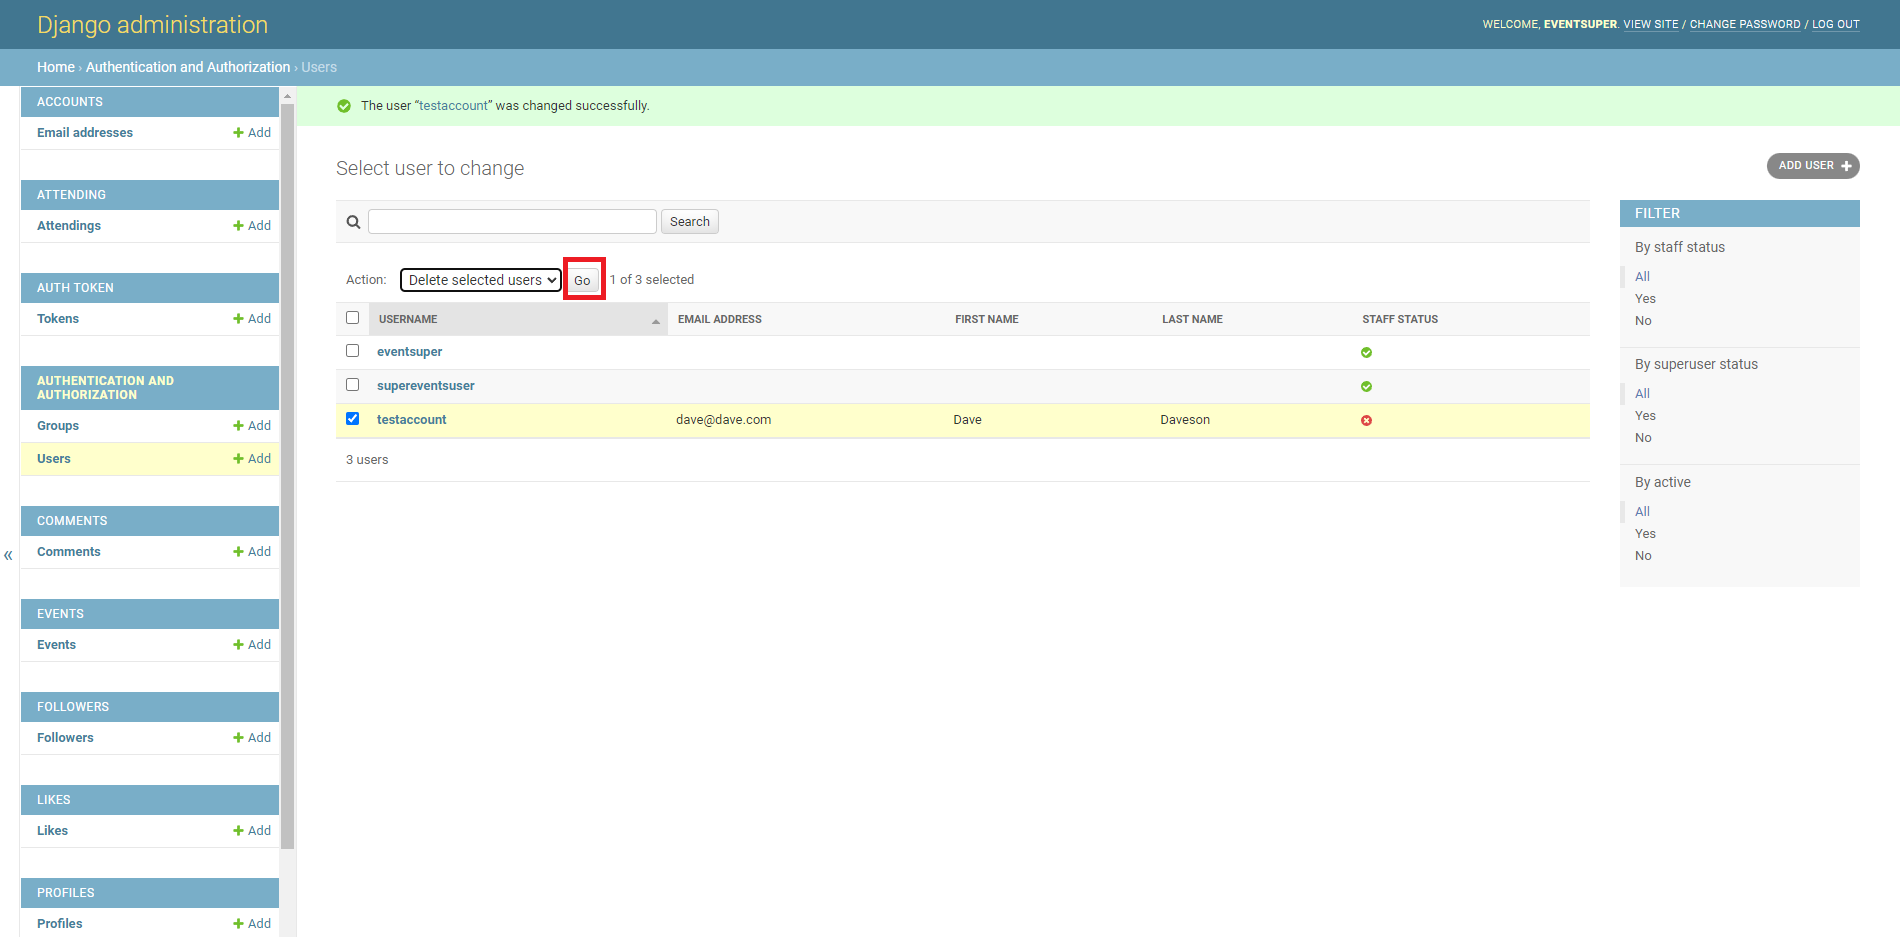 Django administration
WELCOME, EVENTSUPER. VIEW SITE / CHANGE PASSWORD / LOG OUT
Home › Authentication and Authorization › Users
ACCOUNTS
Email addresses + Add
ATTENDING
Attendings + Add
AUTH TOKEN
Tokens + Add
AUTHENTICATION AND
AUTHORIZATION
Groups + Add
Users + Add
COMMENTS
Comments + Add
«
EVENTS
Events + Add
FOLLOWERS
Followers + Add
LIKES
Likes + Add
PROFILES
Profiles + Add
The user “testaccount” was changed successfully.
Select user to change
ADD USER +
Search
Action: Delete selected users Go 1 of 3 selected
USERNAME EMAIL ADDRESS FIRST NAME LAST NAME STAFF STATUS
eventsuper
supereventsuser
testaccount dave@dave.com Dave Daveson
3 users
FILTER
By staff status
All
Yes
No
By superuser status
All
Yes
No
By active
All
Yes
No